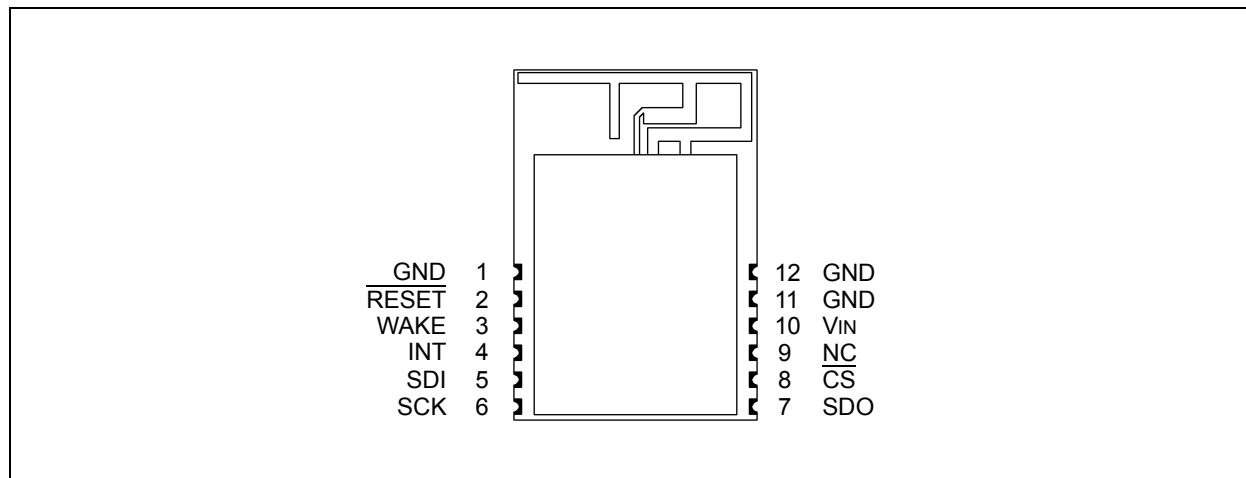 GND 1 12 GND
RESET 2 11 GND
WAKE 3 10 VIN
INT 4 9 NC
SDI 5 8 CS
SCK 6 7 SDO